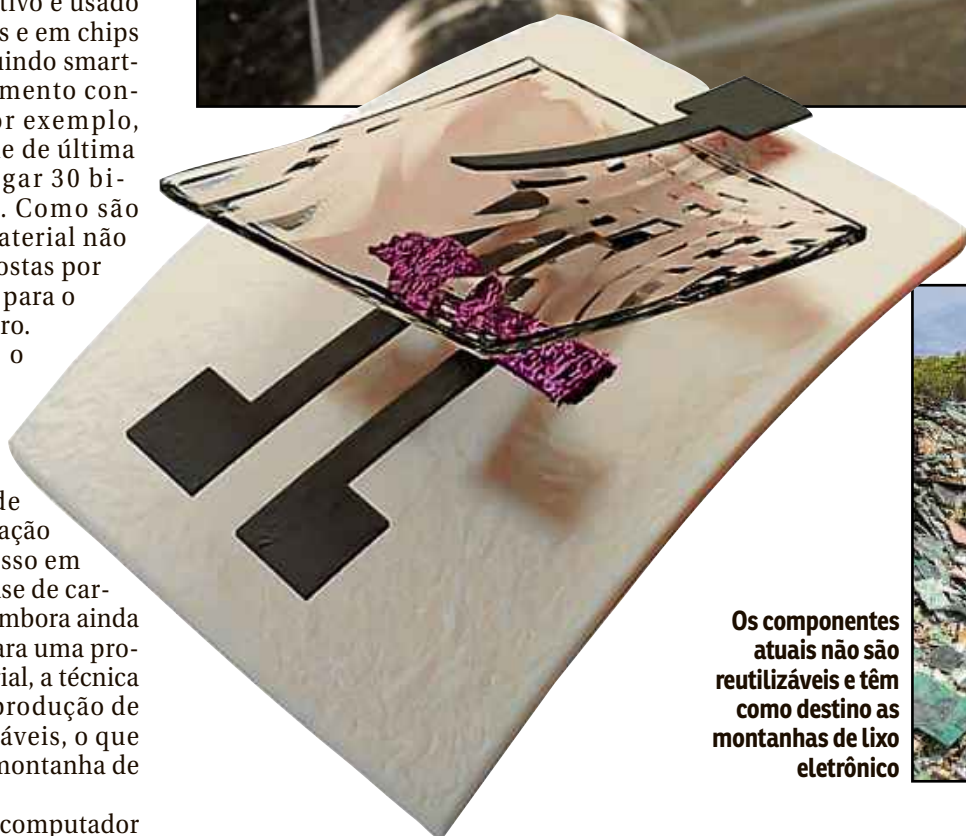 tivo é usado
s e em chips
uindo smart-
mento con-
or exemplo,
e de última
gar 30 bi-
. Como são
aterial não
ostas por
para o
ro.
o
de
ação
sso em
se de car-
mbora ainda
ara uma pro-
rial, a técnica
produção de
áveis, o que
montanha de
computador
Os componentes
atuais não são
reutilizáveis e têm
como destino as
montanhas de lixo
eletrônico